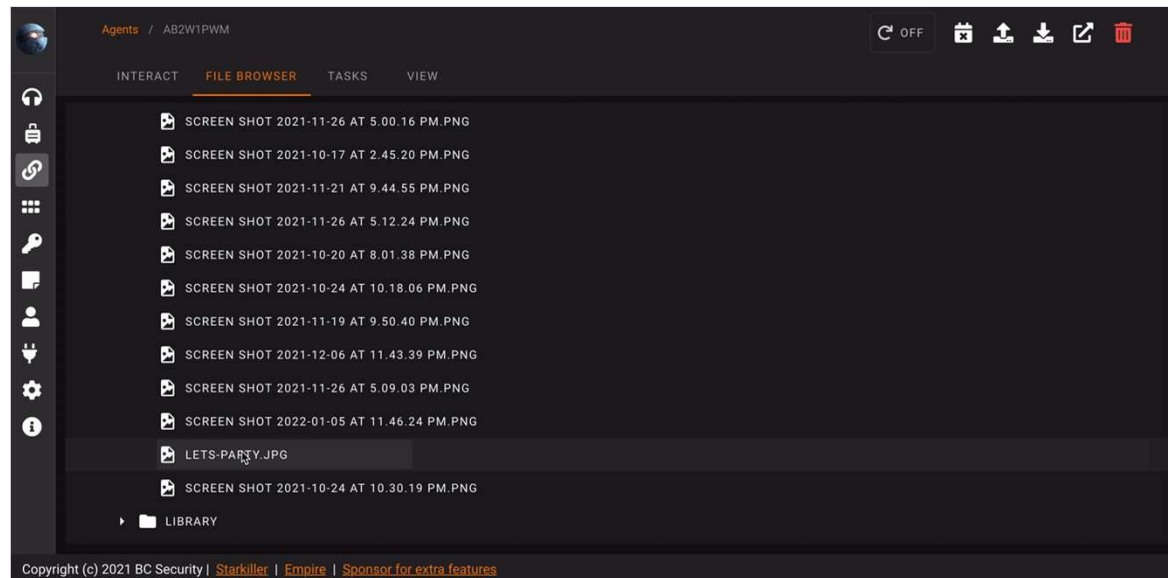 Agents / AB2W1PWM
OFF
INTERACT FILE BROWSER TASKS VIEW
SCREEN SHOT 2021-11-26 AT 5.00.16 PM.PNG
SCREEN SHOT 2021-10-17 AT 2.45.20 PM.PNG
SCREEN SHOT 2021-11-21 AT 9.44.55 PM.PNG
SCREEN SHOT 2021-11-26 AT 5.12.24 PM.PNG
SCREEN SHOT 2021-10-20 AT 8.01.38 PM.PNG
SCREEN SHOT 2021-10-24 AT 10.18.06 PM.PNG
SCREEN SHOT 2021-11-19 AT 9.50.40 PM.PNG
SCREEN SHOT 2021-12-06 AT 11.43.39 PM.PNG
SCREEN SHOT 2021-11-26 AT 5.09.03 PM.PNG
SCREEN SHOT 2022-01-05 AT 11.46.24 PM.PNG
LETS-PARTY.JPG
SCREEN SHOT 2021-10-24 AT 10.30.19 PM.PNG
LIBRARY
Copyright (c) 2021 BC Security | Starkiller | Empire | Sponsor for extra features